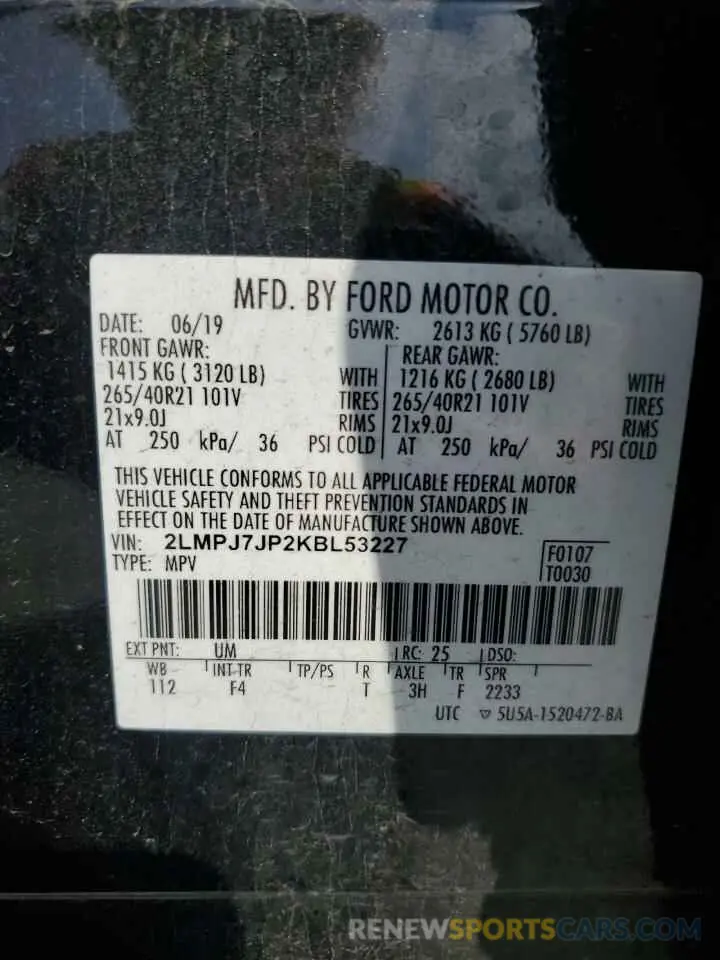 MFD. BY FORD MOTOR CO.
DATE: 06/19 GVWR: 2613 KG ( 5760 LB)
FRONT GAWR: REAR GAWR:
1415 KG ( 3120 LB) WITH 1216 KG ( 2680 LB) WITH
265/40R21 101V TIRES 265/40R21 101V TIRES
21x9.0J RIMS 21x9.0J RIMS
AT 250 kPa/ 36 PSI COLD AT 250 kPa/ 36 PSI COLD
THIS VEHICLE CONFORMS TO ALL APPLICABLE FEDERAL MOTOR
VEHICLE SAFETY AND THEFT PREVENTION STANDARDS IN
EFFECT ON THE DATE OF MANUFACTURE SHOWN ABOVE.
VIN: 2LMPJ7JP2KBL53227 F0107
TYPE: MPV T0030
EXT PNT: UM RC: 25 DSO:
WB INT TR TP/PS R AXLE TR SPR
112 F4 T 3H F 2233
UTC ▽ 5U5A-1520472-BA
RENEWSPORTSCARS.COM